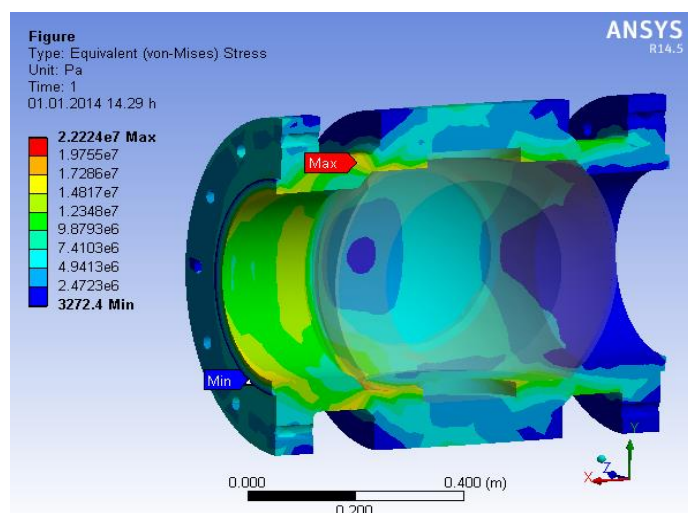 Figure
Type: Equivalent (von-Mises) Stress
Unit: Pa
Time: 1
01.01.2014 14.29 h
ANSYS
R14.5
2.2224e7 Max
1.9755e7
1.7286e7
1.4817e7
1.2348e7
9.8793e6
7.4103e6
4.9413e6
2.4723e6
3272.4 Min
Max
Min
0.000
0.400 (m)
0.200
Y
Z
X